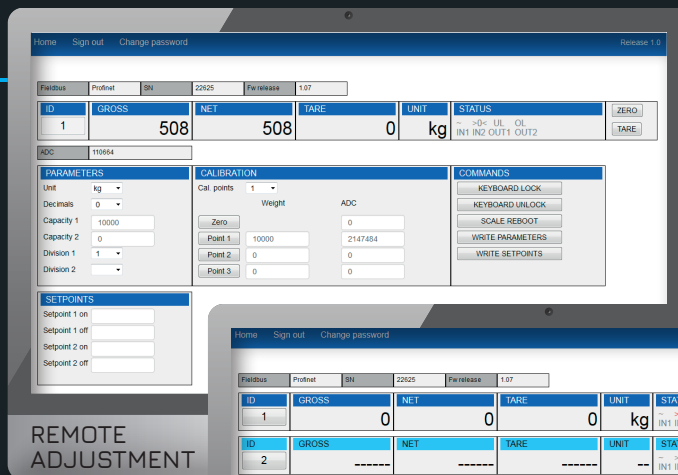 Home Sign out Change password Release 1.0
Fieldbus Profinet SN 22625 Fw release 1.07
ID GROSS NET TARE UNIT STATUS ZERO
1 508 508 0 kg ~ >0< UL OL
IN1 IN2 OUT1 OUT2 TARE
ADC 110664
PARAMETERS CALIBRATION COMMANDS
Unit kg Cal. points 1 KEYBOARD LOCK
Decimals 0 Weight ADC KEYBOARD UNLOCK
Capacity 1 10000 Zero 0 SCALE REBOOT
Capacity 2 0 Point 1 10000 2147484 WRITE PARAMETERS
Division 1 1 Point 2 0 0 WRITE SETPOINTS
Division 2 Point 3 0 0
SETPOINTS
Setpoint 1 on
Setpoint 1 off
Setpoint 2 on
Setpoint 2 off
REMOTE
ADJUSTMENT
Home Sign out Change password
Fieldbus Profinet SN 22625 Fw release 1.07
ID GROSS NET TARE UNIT
1 0 0 0 kg ~
IN1
ID GROSS NET TARE UNIT
2 ------ ------ ------ -- ~
IN1